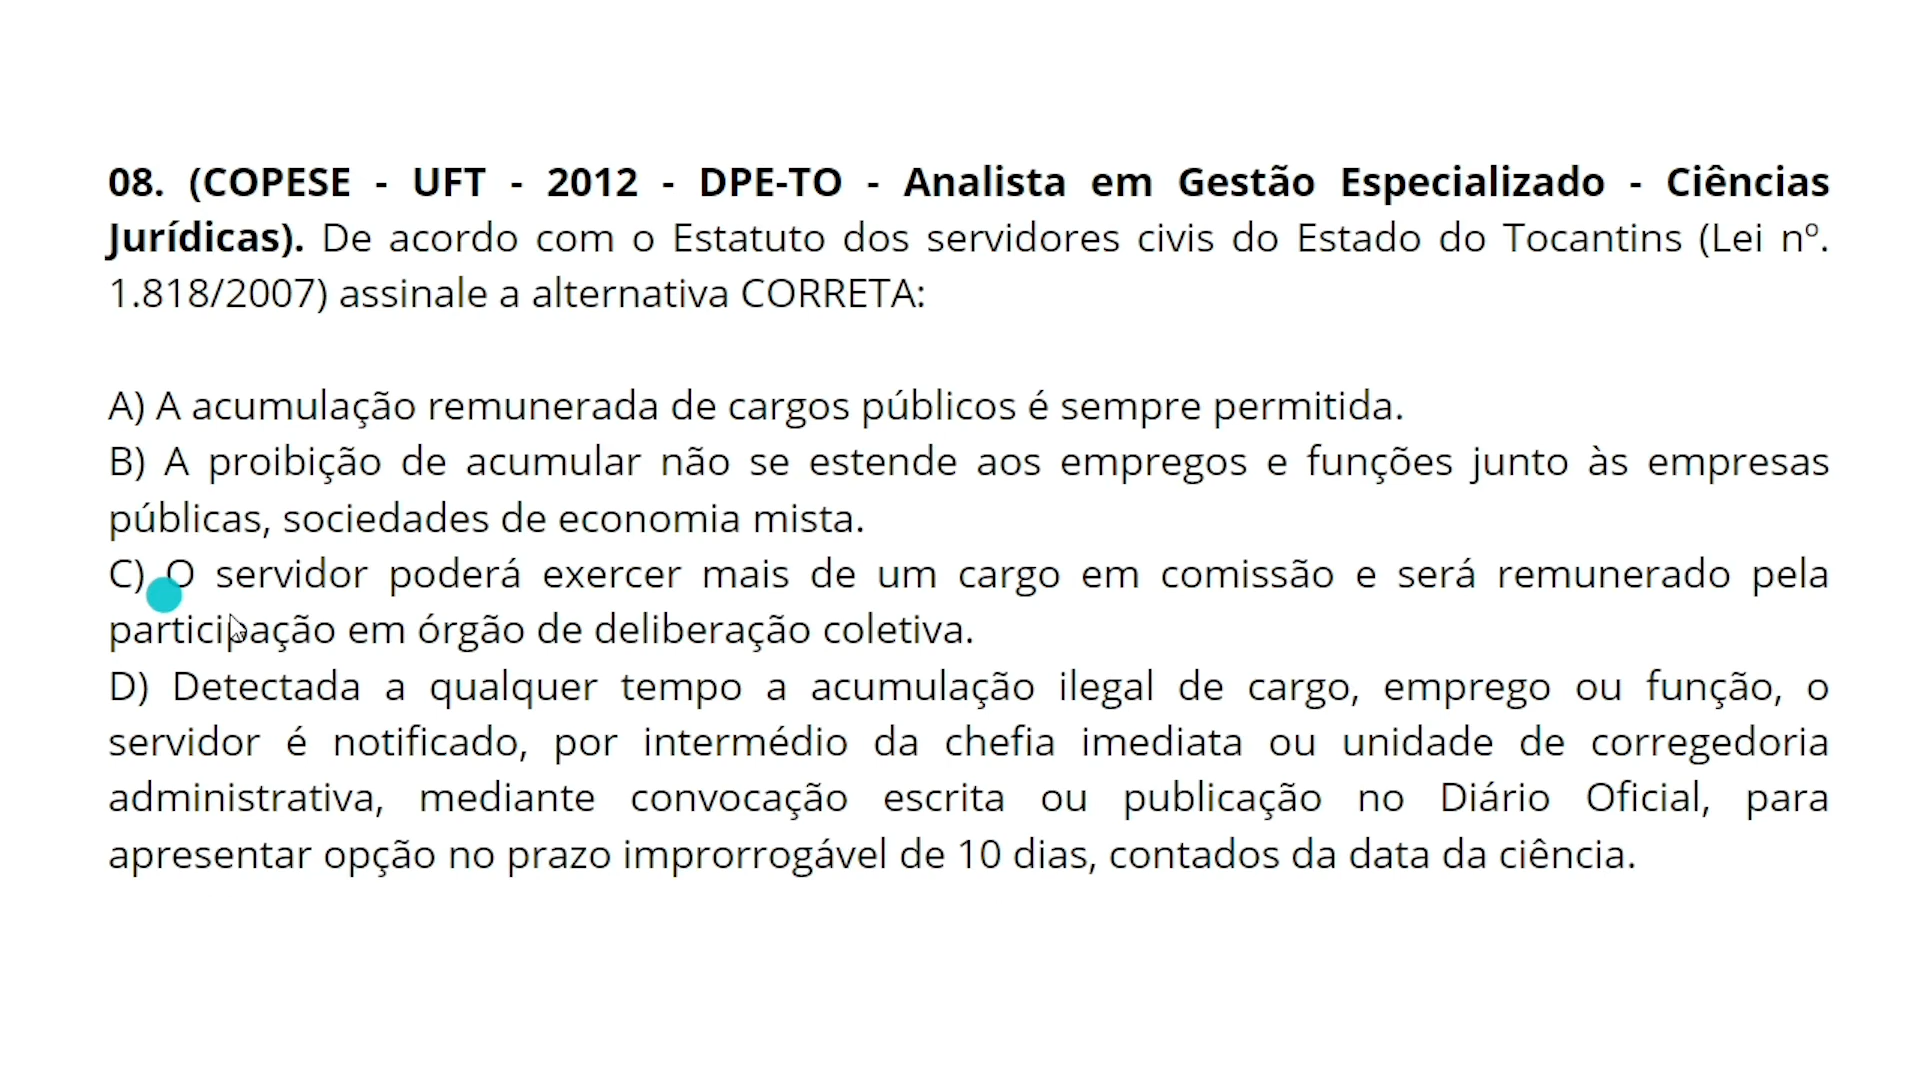 08. (COPESE - UFT - 2012 - DPE-TO - Analista em Gestão Especializado - Ciências
Jurídicas). De acordo com o Estatuto dos servidores civis do Estado do Tocantins (Lei nº.
1.818/2007) assinale a alternativa CORRETA:
A) A acumulação remunerada de cargos públicos é sempre permitida.
B) A proibição de acumular não se estende aos empregos e funções junto às empresas
públicas, sociedades de economia mista.
C) O servidor poderá exercer mais de um cargo em comissão e será remunerado pela
participação em órgão de deliberação coletiva.
D) Detectada a qualquer tempo a acumulação ilegal de cargo, emprego ou função, o
servidor é notificado, por intermédio da chefia imediata ou unidade de corregedoria
administrativa, mediante convocação escrita ou publicação no Diário Oficial, para
apresentar opção no prazo improrrogável de 10 dias, contados da data da ciência.